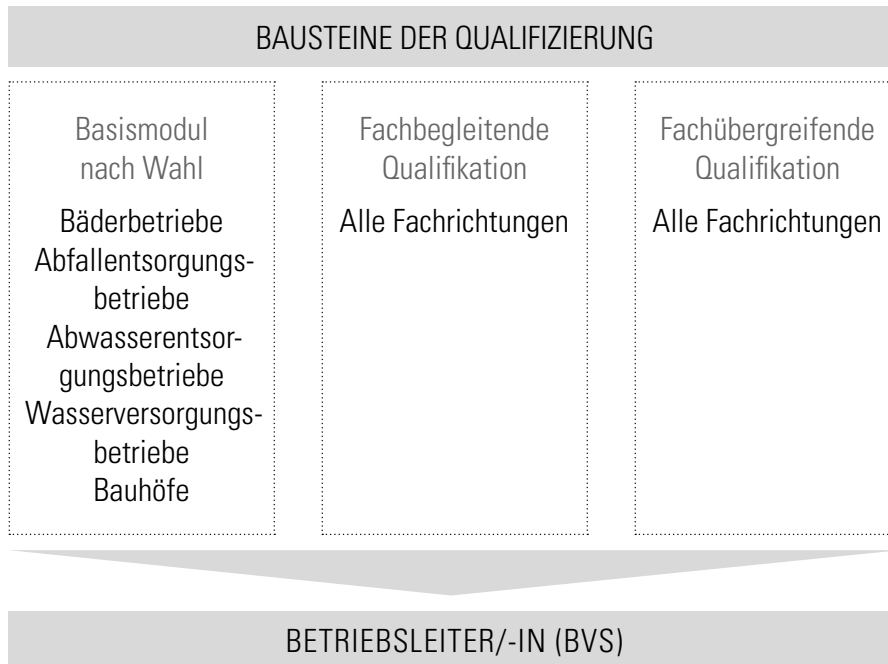 BAUSTEINE DER QUALIFIZIERUNG
Basismodul
nach Wahl
Bäderbetriebe
Abfallentsorgungs-
betriebe
Abwasserentsor-
gungsbetriebe
Wasserversorgungs-
betriebe
Bauhöfe
Fachbegleitende
Qualifikation
Alle Fachrichtungen
Fachübergreifende
Qualifikation
Alle Fachrichtungen
BETRIEBSLEITER/-IN (BVS)